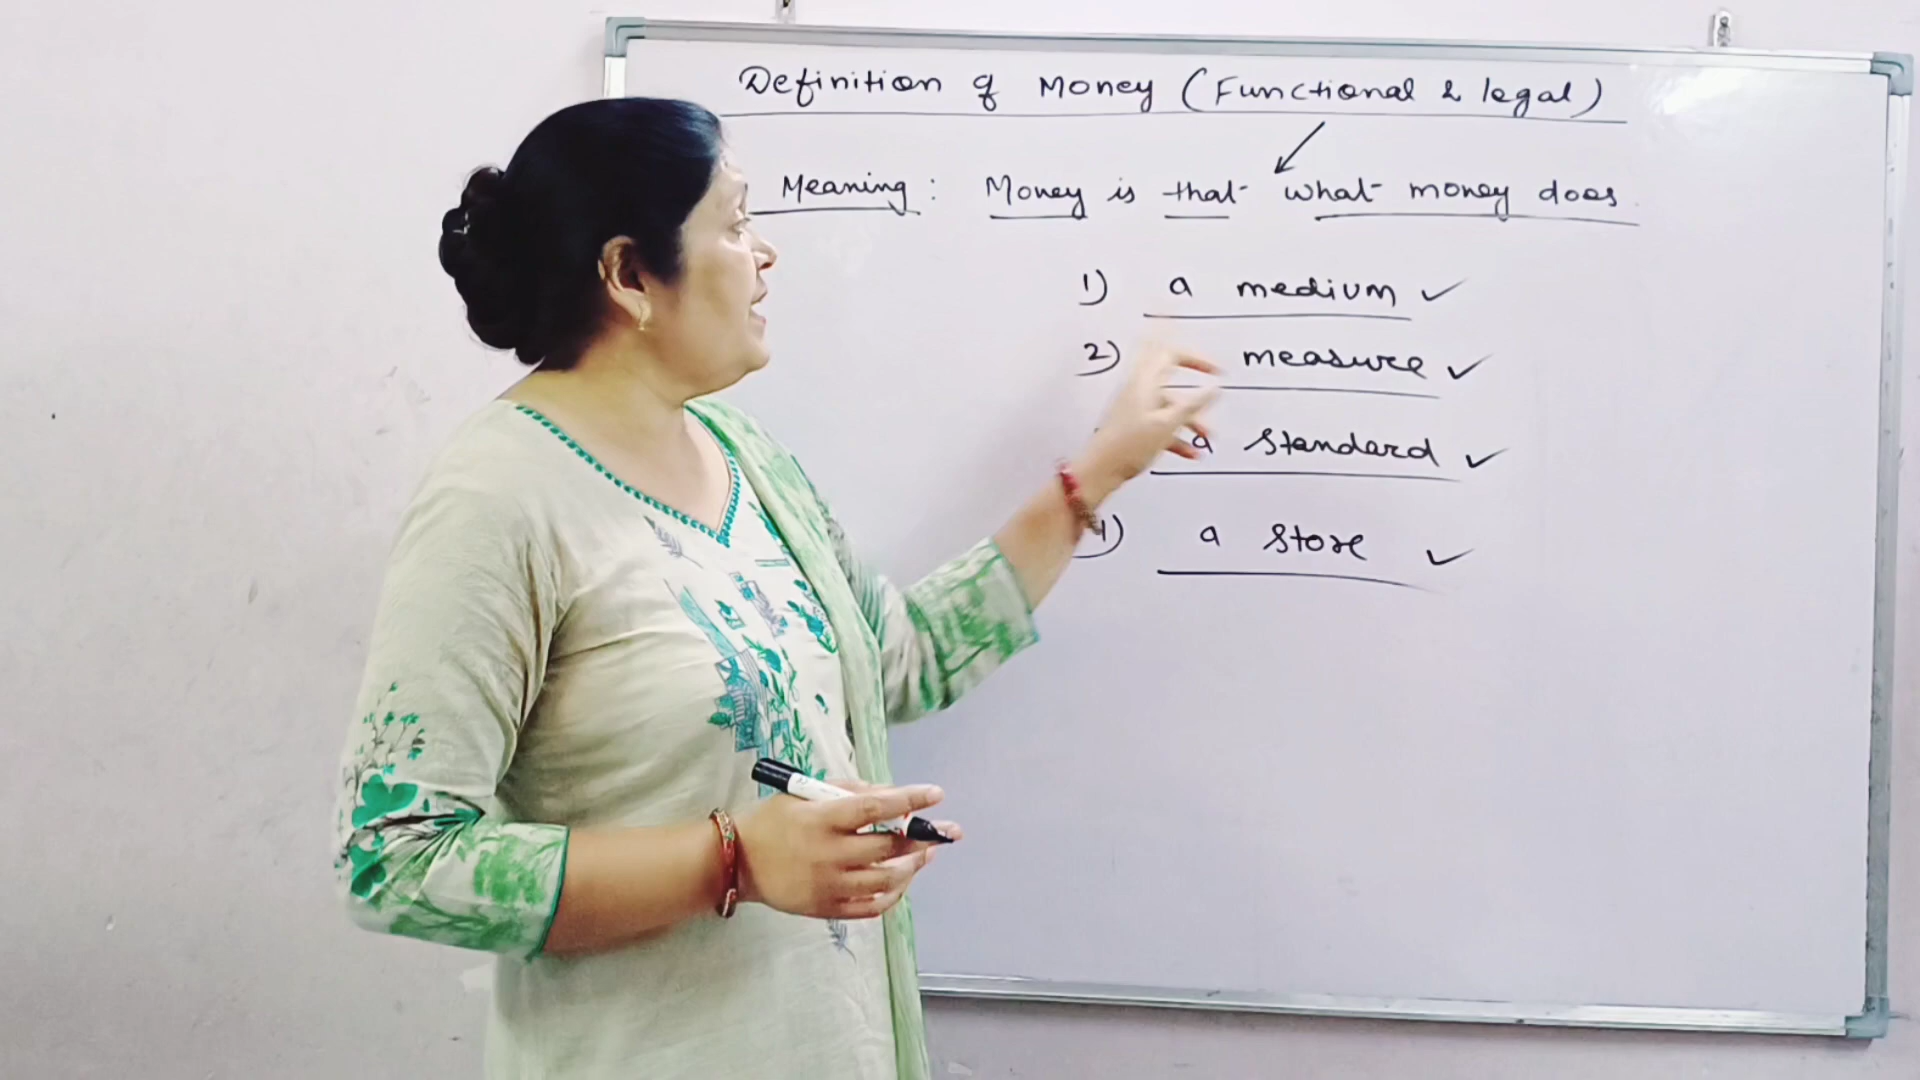 Definition of Money (Functional & legal)
Meaning: Money is that what money does.
1) a medium ✓
2) measure ✓
a standard ✓
4) a store ✓